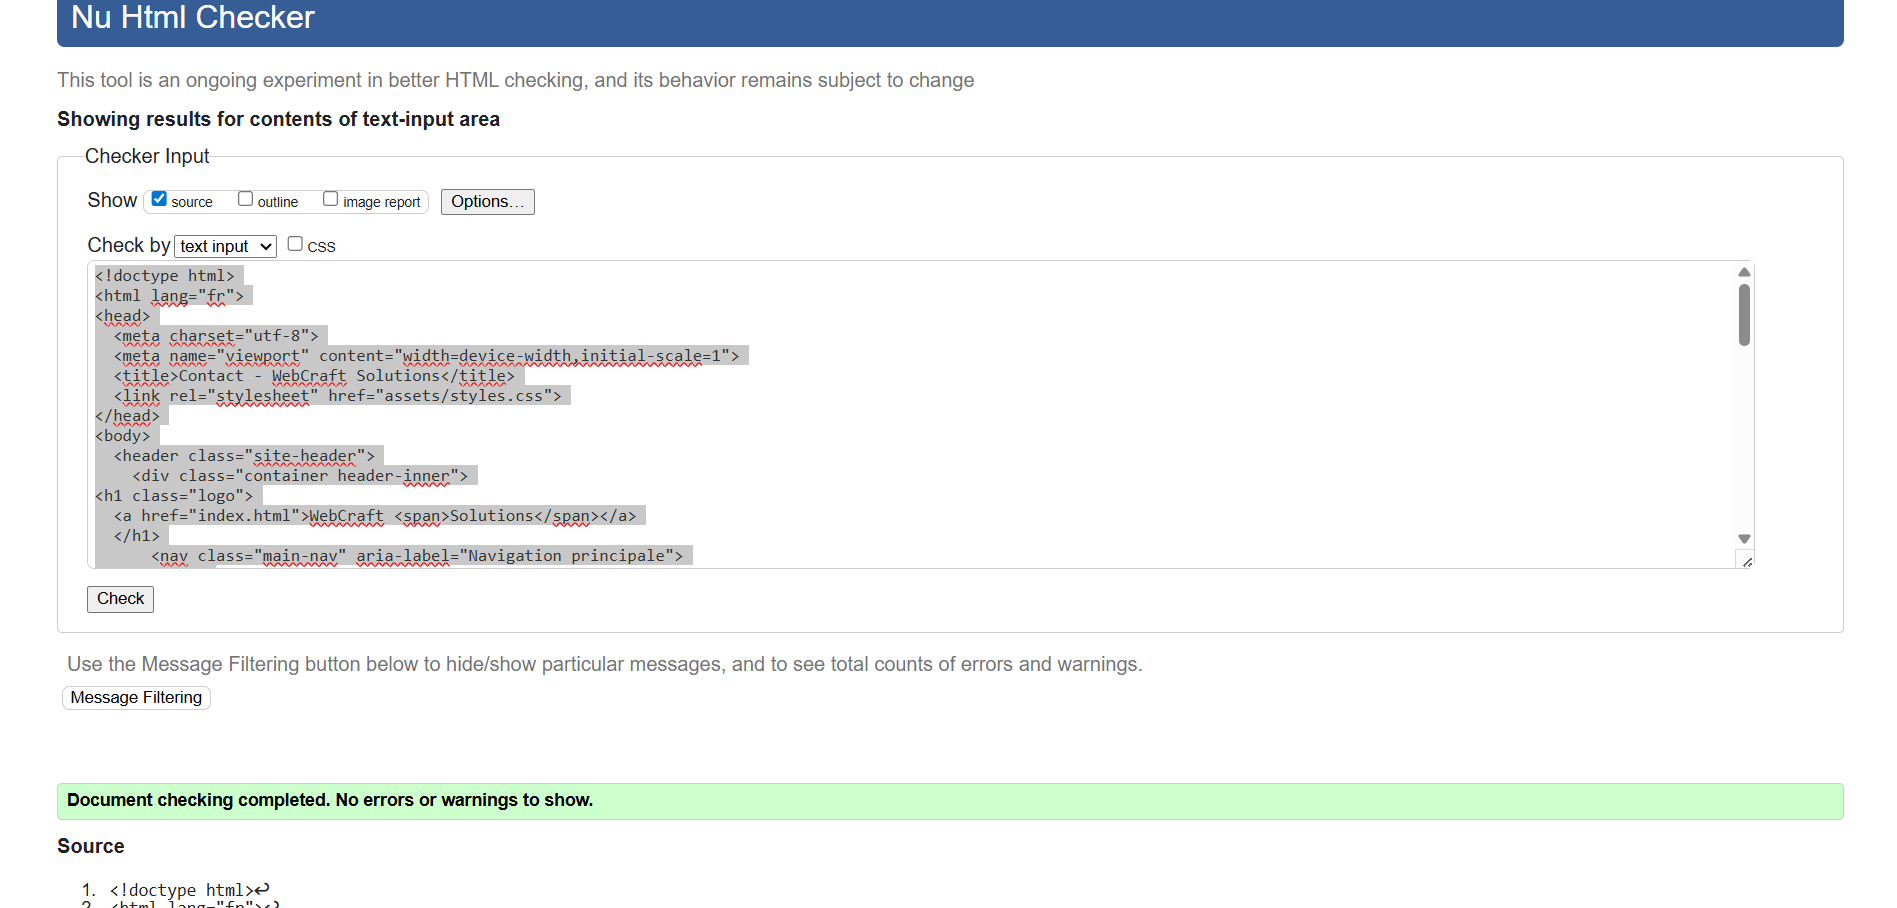 Nu Html Checker
This tool is an ongoing experiment in better HTML checking, and its behavior remains subject to change
Showing results for contents of text-input area
Checker Input
Show source outline image report Options...
Check by text input CSS
<!doctype html>
<html lang="fr">
<head>
  <meta charset="utf-8">
  <meta name="viewport" content="width=device-width,initial-scale=1">
  <title>Contact - WebCraft Solutions</title>
  <link rel="stylesheet" href="assets/styles.css">
</head>
<body>
  <header class="site-header">
    <div class="container header-inner">
<h1 class="logo">
  <a href="index.html">WebCraft <span>Solutions</span></a>
  </h1>
      <nav class="main-nav" aria-label="Navigation principale">
Check
Use the Message Filtering button below to hide/show particular messages, and to see total counts of errors and warnings.
Message Filtering
Document checking completed. No errors or warnings to show.
Source
1. <!doctype html>↩
2. <html lang="fr">↩